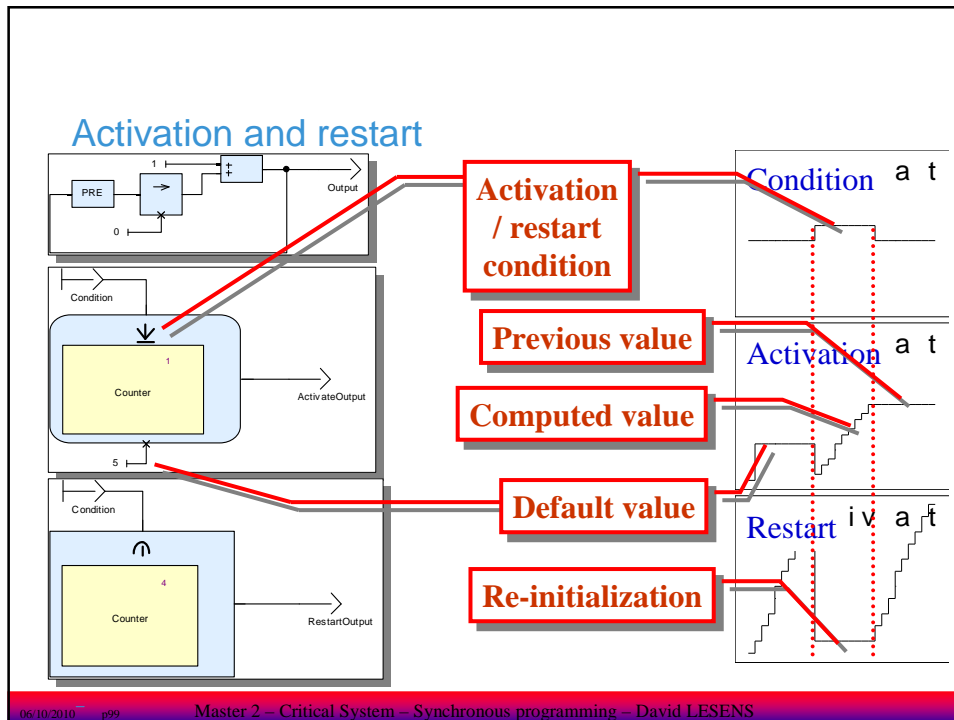 Activation and restart
1
PRE
Output
0
Condition
1
Counter
ActivateOutput
5
Condition
4
Counter
RestartOutput
Activation
/ restart
condition
Previous value
Computed value
Default value
Re-initialization
Condition a t
Activation a t
Restart i v a t
06/10/2010 p99 Master 2 – Critical System – Synchronous programming – David LESENS